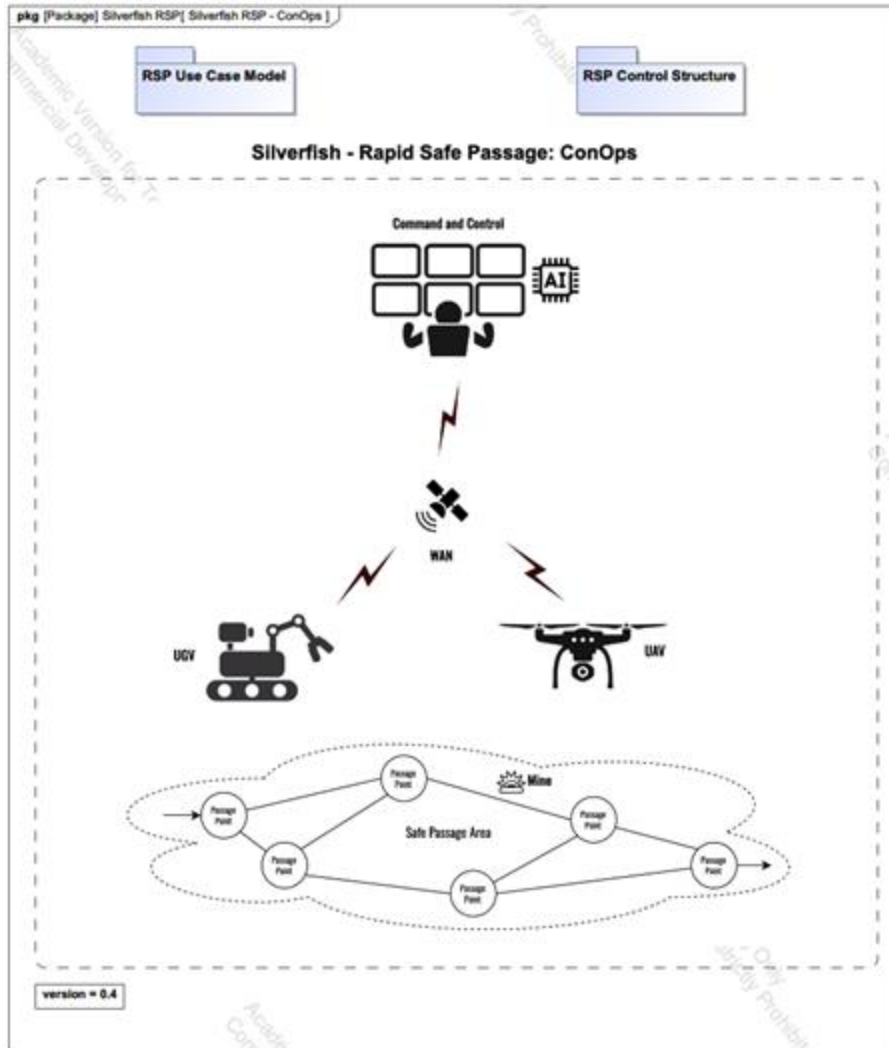 pkg [Package] Silverfish RSP[ Silverfish RSP - ConOps ]
RSP Use Case Model
RSP Control Structure
Silverfish - Rapid Safe Passage: ConOps
Command and Control
AI
WAN
UGV
UAV
Passage
Point
Mine
Passage
Point
Safe Passage Area
Passage
Point
Passage
Point
Passage
Point
Passage
Point
version = 0.4